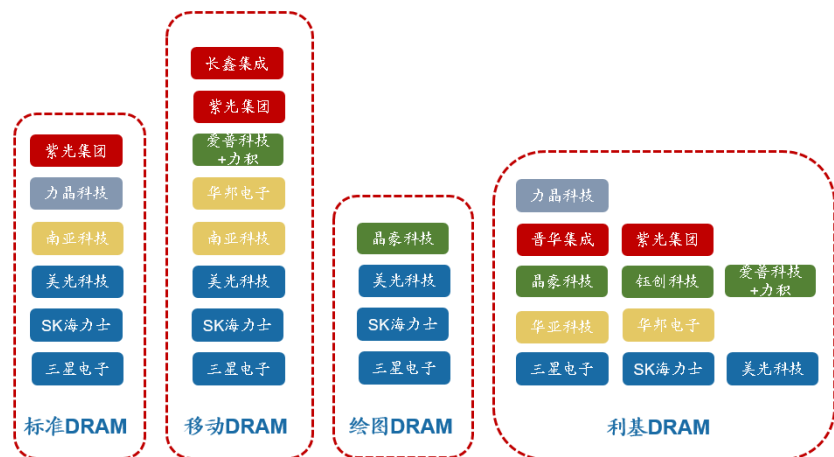 紫光集团
力晶科技
南亚科技
美光科技
SK海力士
三星电子
标准DRAM
长鑫集成
紫光集团
爱普科技
+力积
华邦电子
南亚科技
美光科技
SK海力士
三星电子
移动DRAM
晶豪科技
美光科技
SK海力士
三星电子
绘图DRAM
力晶科技
晋华集成 紫光集团
晶豪科技 钰创科技 爱普科技
+力积
华亚科技 华邦电子
三星电子 SK海力士 美光科技
利基DRAM